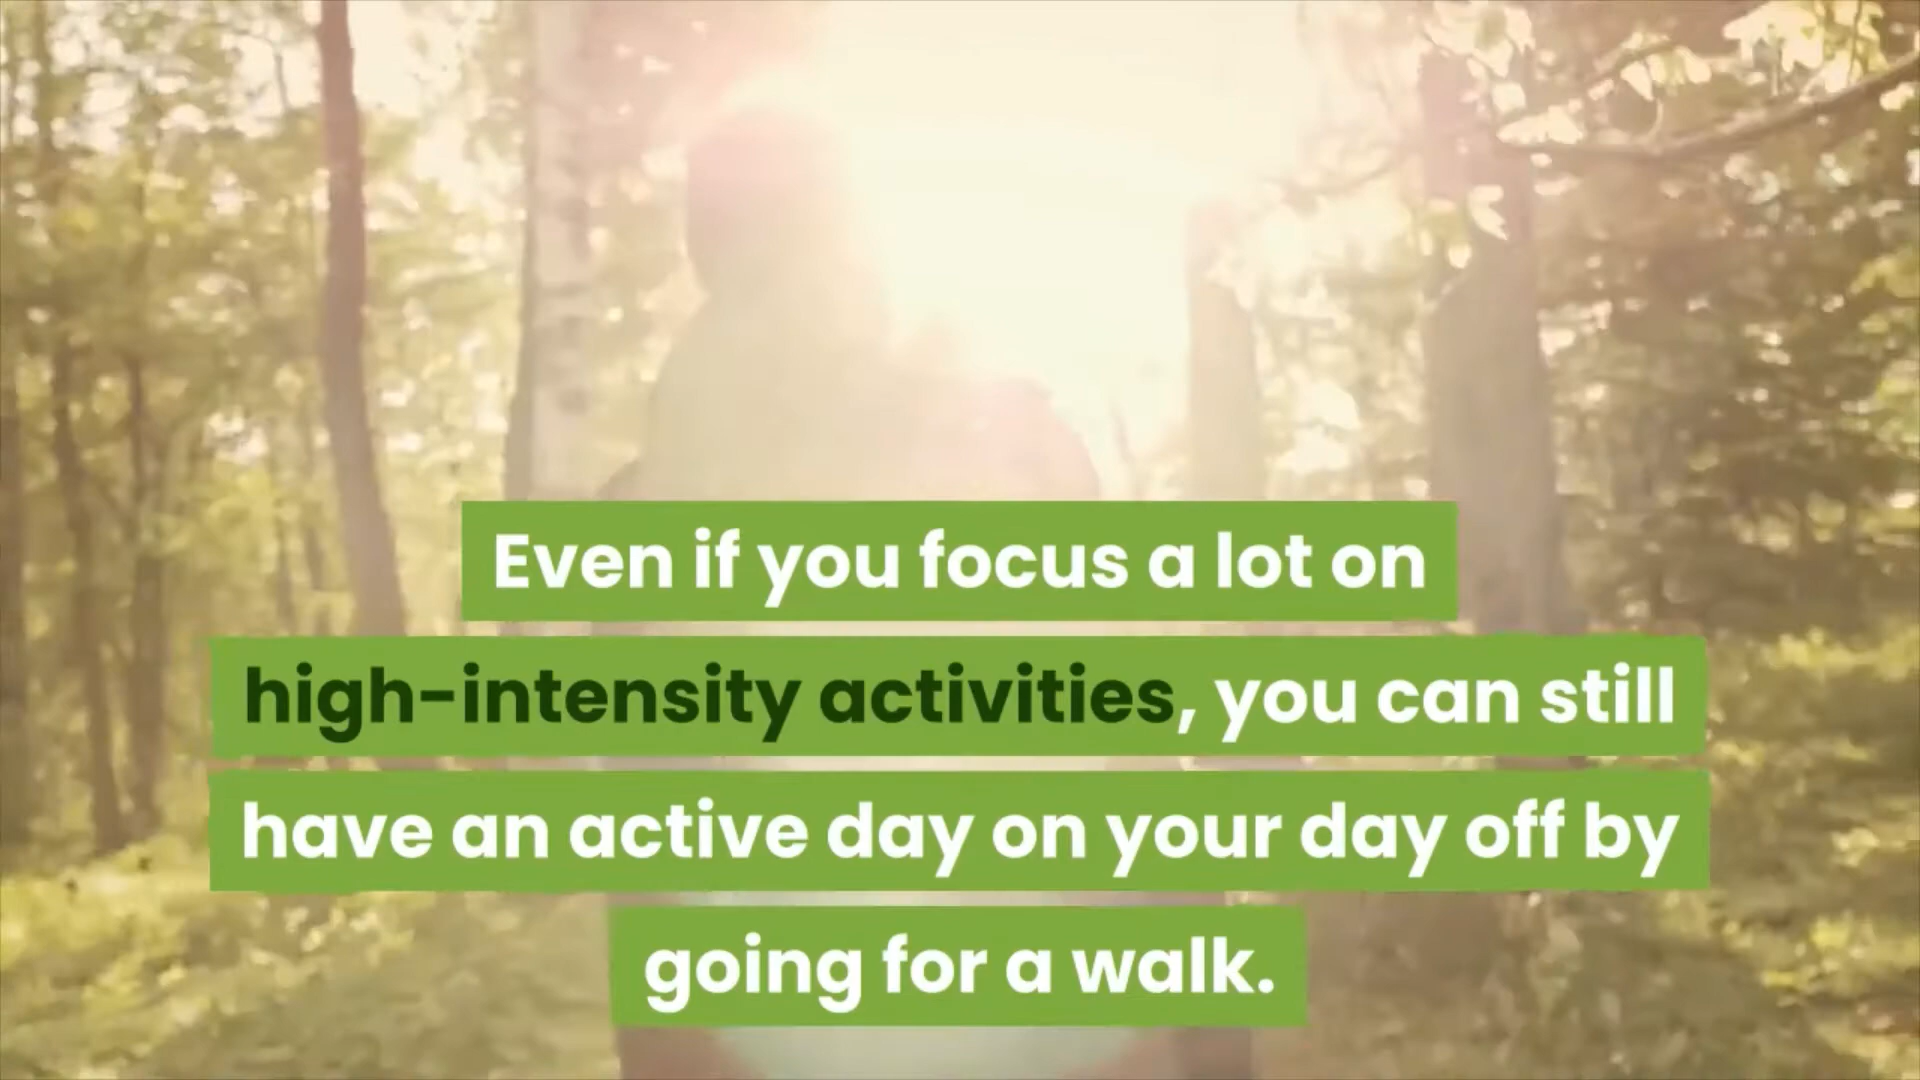 Even if you focus a lot on
high-intensity activities, you can still
have an active day on your day off by
going for a walk.